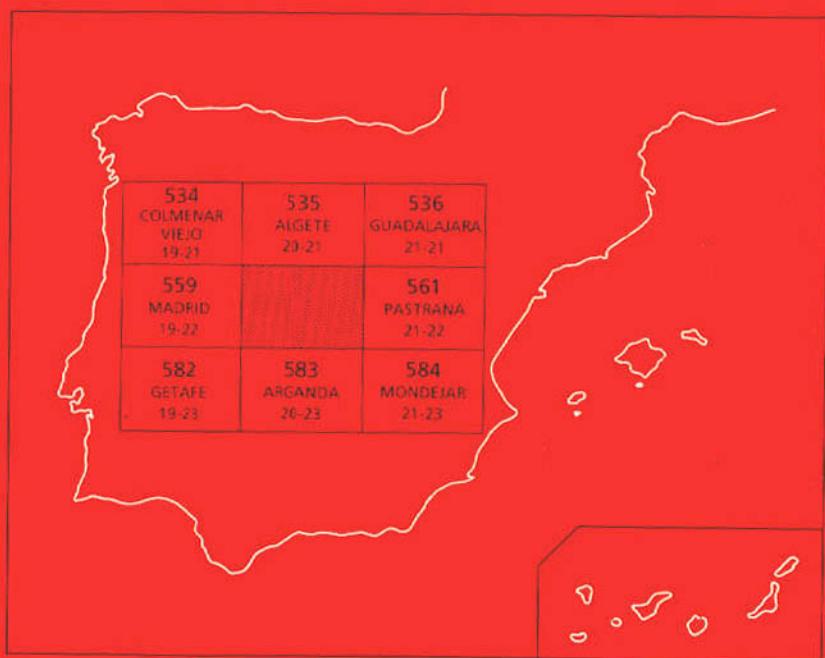 534
COLMENAR
VIEJO
19-21
535
ALGETE
20-21
536
GUADALAJARA
21-21
559
MADRID
19-22
561
PASTRANA
21-22
582
GETAFE
19-23
583
ARGANDA
20-23
584
MONDEJAR
21-23